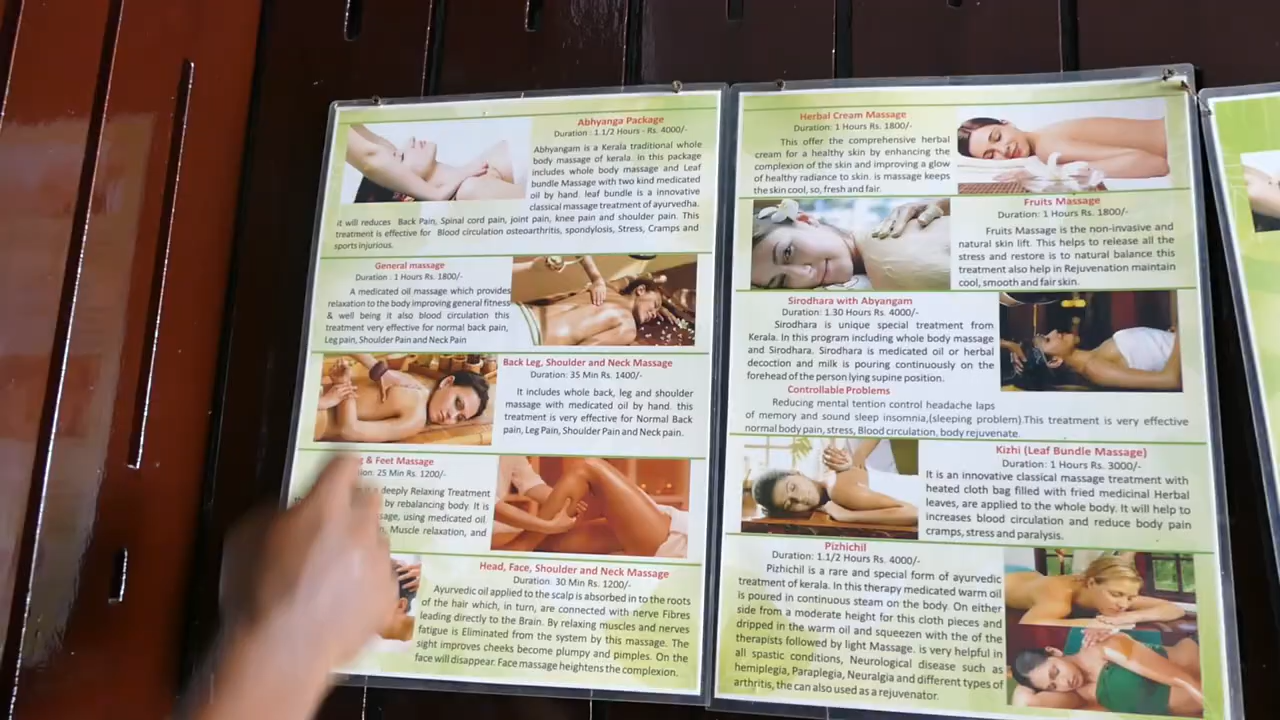 Abhyanga Package
Duration : 1.1/2 Hours - Rs. 4000/-
Abhyangam is a Kerala traditional whole
body massage of kerala. in this package
includes whole body massage and Leaf
bundle Massage with two kind medicated
oil by hand. leaf bundle is a innovative
classical massage treatment of ayurvedha.
it will reduces Back Pain, Spinal cord pain, joint pain, knee pain and shoulder pain. This
treatment is effective for Blood circulation osteoarthritis, spondylosis, Stress, Cramps and
sports injurious.
General massage
Duration : 1 Hours Rs. 1800/-
A medicated oil massage which provides
relaxation to the body improving general fitness
& well being it also blood circulation this
treatment very effective for normal back pain,
Leg pain, Shoulder Pain and Neck Pain
Back Leg, Shoulder and Neck Massage
Duration: 35 Min Rs. 1400/-
It includes whole back, leg and shoulder
massage with medicated oil by hand. this
treatment is very effective for Normal Back
pain, Leg Pain, Shoulder Pain and Neck pain.
& Feet Massage
25 Min Rs. 1200/-
deeply Relaxing Treatment
by rebalancing body. It is
using medicated oil
Muscle relaxation, and
Head, Face, Shoulder and Neck Massage
Duration: 30 Min Rs. 1200/-
Ayurvedic oil applied to the scalp is absorbed in to the roots
of the hair which, in turn, are connected with nerve Fibres
leading directly to the Brain. By relaxing muscles and nerves
fatigue is Eliminated from the system by this massage. The
sight improves cheeks become plumpy and pimples. On the
face will disappear. Face massage heightens the complexion.
Herbal Cream Massage
Duration: 1 Hours Rs. 1800/-
This offer the comprehensive herbal
cream for a healthy skin by enhancing the
complexion of the skin and improving a glow
of healthy radiance to skin. is massage keeps
the skin cool, so, fresh and fair.
Fruits Massage
Duration: 1 Hours Rs. 1800/-
Fruits Massage is the non-invasive and
natural skin lift. This helps to release all the
stress and restore is to natural balance this
treatment also help in Rejuvenation maintain
cool, smooth and fair skin.
Sirodhara with Abyangam
Duration: 1.30 Hours Rs. 4000/-
Sirodhara is unique special treatment from
Kerala. In this program including whole body massage
and Sirodhara. Sirodhara is medicated oil or herbal
decoction and milk is pouring continuously on the
forehead of the person lying supine position.
Controllable Problems
Reducing mental tention control headache laps
of memory and sound sleep insomnia,(sleeping problem).This treatment is very effective
normal body pain, stress, Blood circulation, body rejuvenate.
Kizhi (Leaf Bundle Massage)
Duration: 1 Hours Rs. 3000/-
It is an innovative classical massage treatment with
heated cloth bag filled with fried medicinal Herbal
leaves, are applied to the whole body. It will help to
increases blood circulation and reduce body pain
cramps, stress and paralysis.
Pizhichil
Duration: 1.1/2 Hours Rs. 4000/-
Pizhichil is a rare and special form of ayurvedic
treatment of kerala. In this therapy medicated warm oil
is poured in continuous steam on the body. On either
side from a moderate height for this cloth pieces and
dripped in the warm oil and squeezen with the of the
therapists followed by light Massage. is very helpful in
all spastic conditions, Neurological disease such as
hemiplegia, Paraplegia, Neuralgia and different types of
arthritis, the can also used as a rejuvenator.